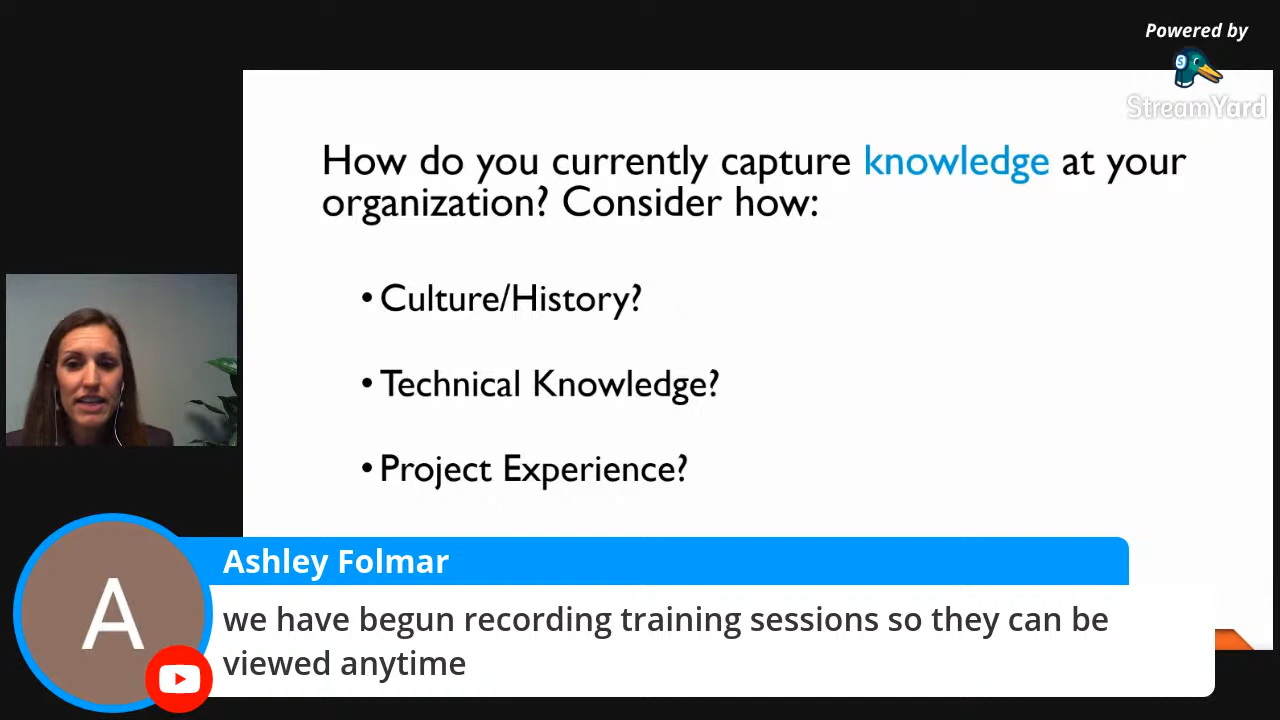 Powered by
S
StreamYard
How do you currently capture knowledge at your
organization? Consider how:
• Culture/History?
• Technical Knowledge?
• Project Experience?
A
Ashley Folmar
we have begun recording training sessions so they can be
viewed anytime